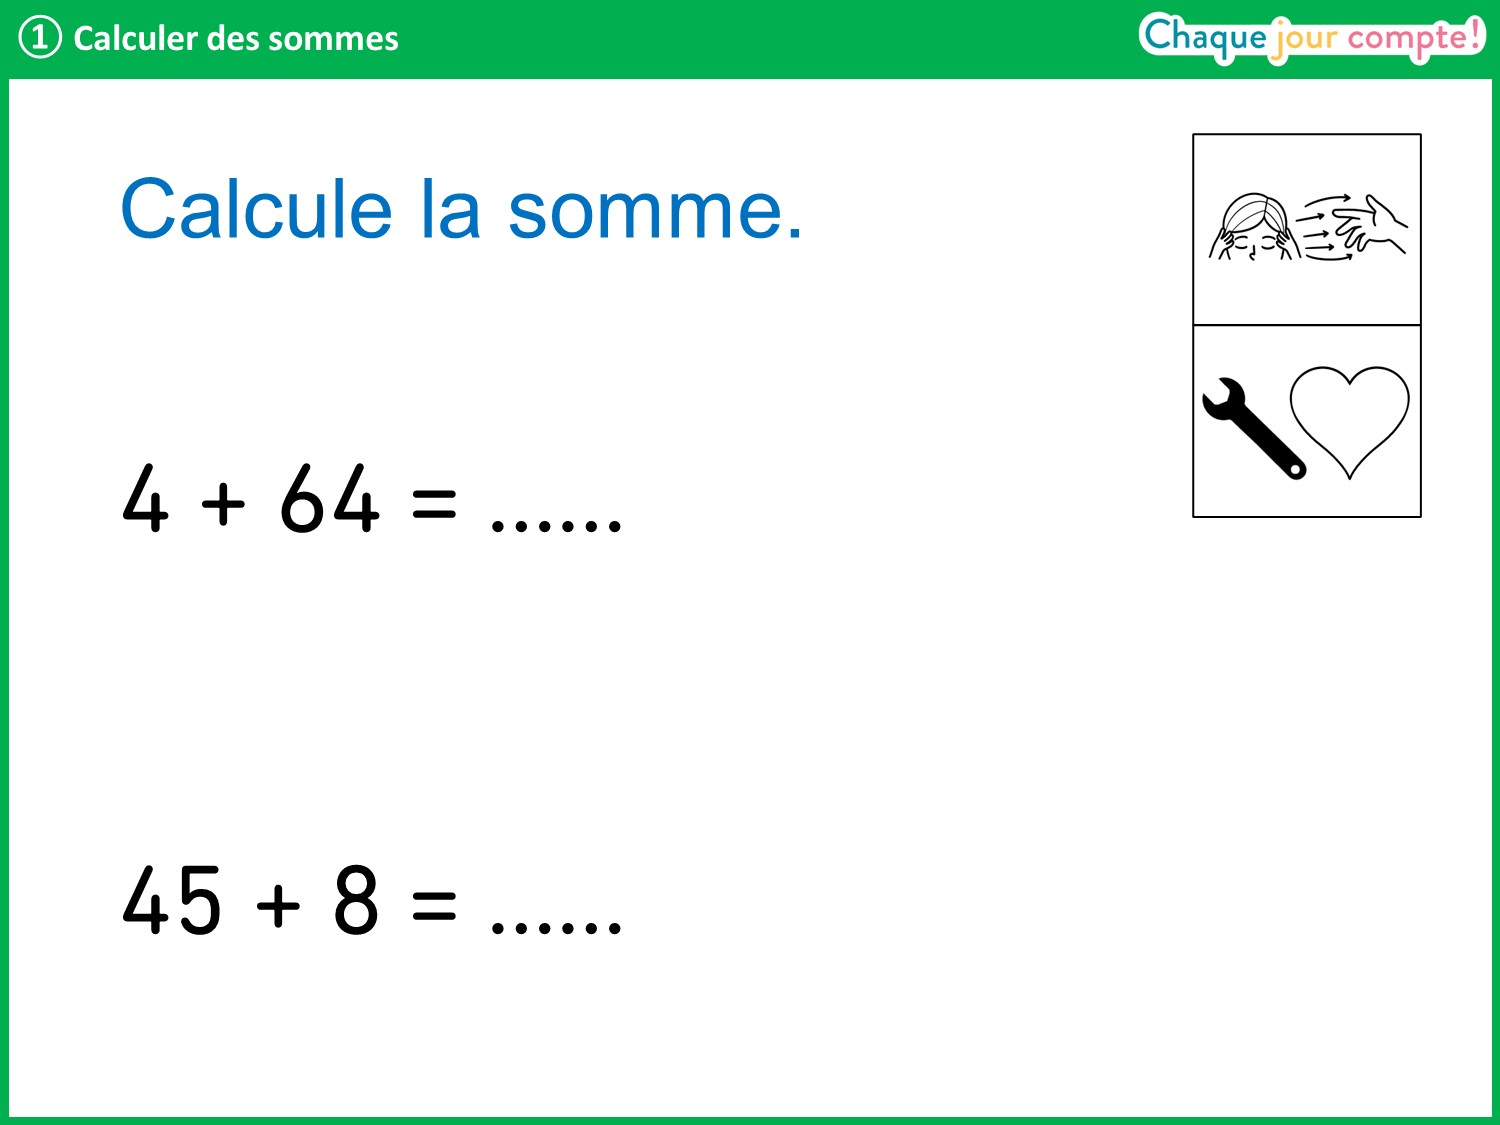 ① Calculer des sommes
Chaque jour compte!
Calcule la somme.
4 + 64 = ......
45 + 8 = ......